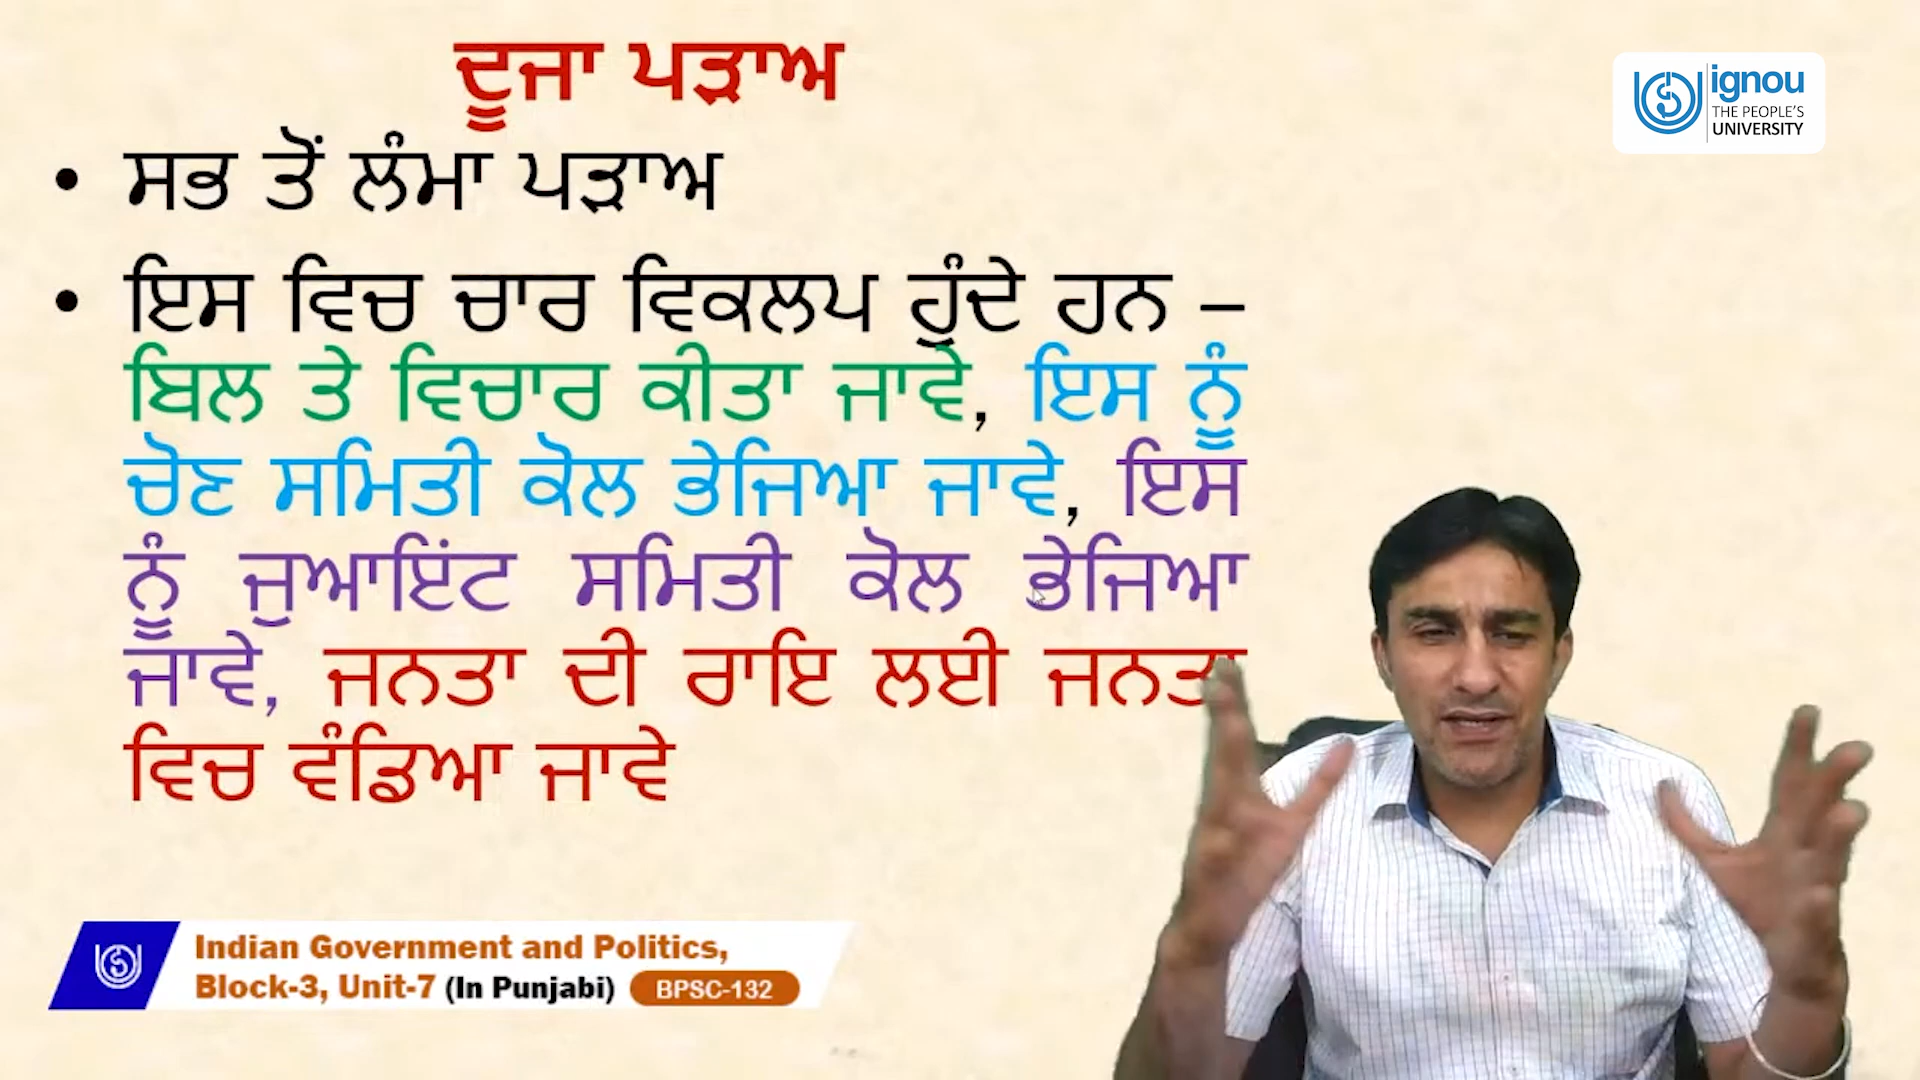 ਦੂਜਾ ਪੜਾਅ
ignou
THE PEOPLE'S
UNIVERSITY
• ਸਭ ਤੋਂ ਲੰਮਾ ਪੜਾਅ
• ਇਸ ਵਿਚ ਚਾਰ ਵਿਕਲਪ ਹੁੰਦੇ ਹਨ –
ਬਿਲ ਤੇ ਵਿਚਾਰ ਕੀਤਾ ਜਾਵੇ, ਇਸ ਨੂੰ
ਚੋਣ ਸਮਿਤੀ ਕੋਲ ਭੇਜਿਆ ਜਾਵੇ, ਇਸ
ਨੂੰ ਜੁਆਇੰਟ ਸਮਿਤੀ ਕੋਲ ਭੇਜਿਆ
ਜਾਵੇ, ਜਨਤਾ ਦੀ ਰਾਇ ਲਈ ਜਨਤਾ
ਵਿਚ ਵੰਡਿਆ ਜਾਵੇ
Indian Government and Politics,
Block-3, Unit-7 (In Punjabi) BPSC-132